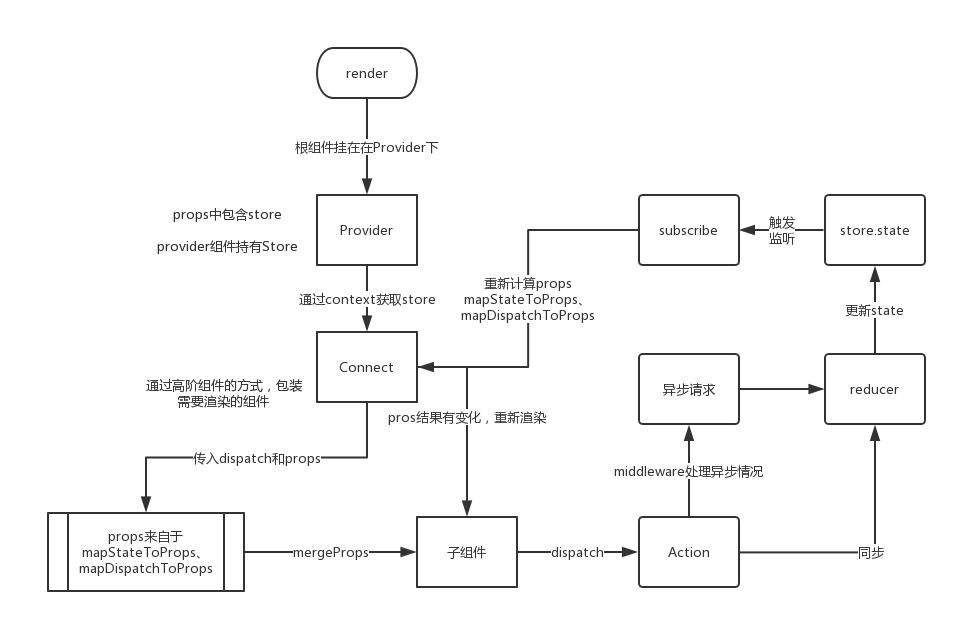 render
根组件挂在在Provider下
props中包含store
provider组件持有Store
Provider
subscribe
触发
监听
store.state
通过context获取store
重新计算props
mapStateToProps、
mapDispatchToProps
更新state
Connect
通过高阶组件的方式，包装
需要渲染的组件
异步请求
reducer
pros结果有变化，重新渲染
传入dispatch和props
middleware处理异步情况
props来自于
mapStateToProps、
mapDispatchToProps
mergeProps
子组件
dispatch
Action
同步